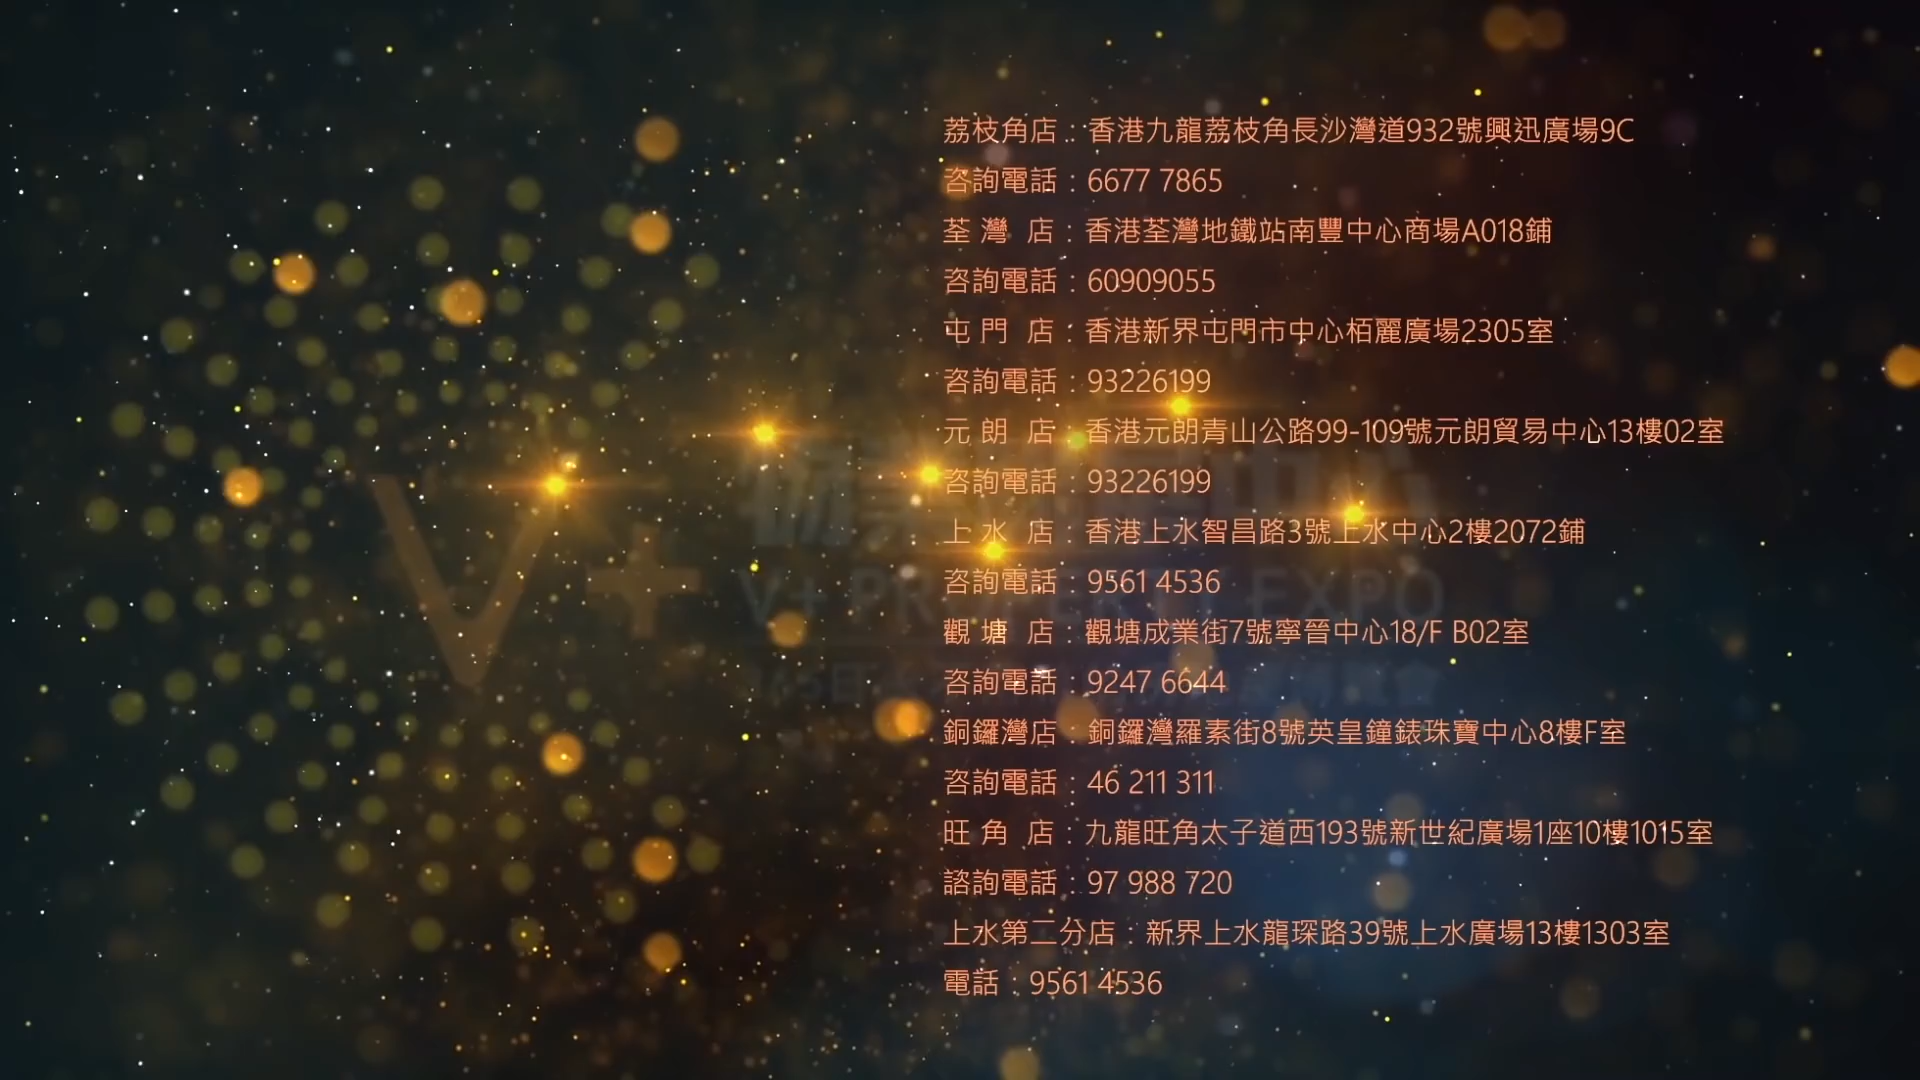 荔枝角店：香港九龍荔枝角長沙灣道932號興迅廣場9C
咨詢電話：6677 7865
荃 灣 店：香港荃灣地鐵站南豐中心商場A018鋪
咨詢電話：60909055
屯 門 店：香港新界屯門市中心栢麗廣場2305室
咨詢電話：93226199
元 朗 店：香港元朗青山公路99-109號元朗貿易中心13樓02室
咨詢電話：93226199
上 水 店：香港上水智昌路3號上水中心2樓2072鋪
咨詢電話：9561 4536
觀 塘 店：觀塘成業街7號寧晉中心18/F B02室
咨詢電話：9247 6644
銅鑼灣店：銅鑼灣羅素街8號英皇鐘錶珠寶中心8樓F室
咨詢電話：46 211 311
旺 角 店：九龍旺角太子道西193號新世紀廣場1座10樓1015室
諮詢電話：97 988 720
上水第二分店：新界上水龍琛路39號上水廣場13樓1303室
電話：9561 4536
V+
V+ PROPERTY EXPO